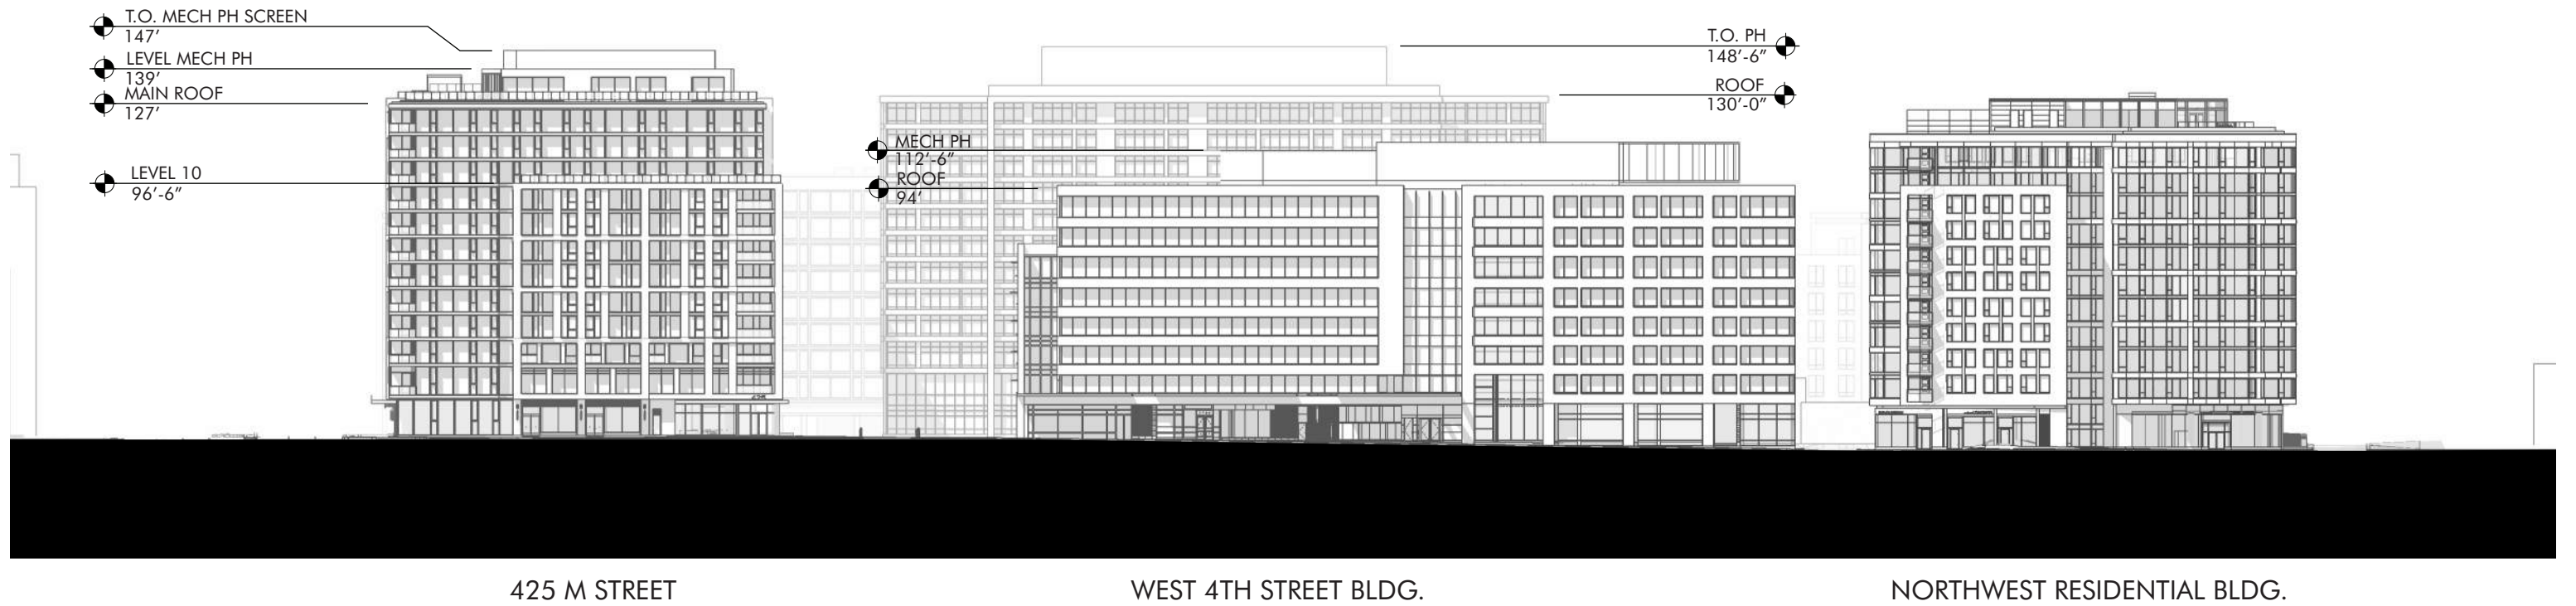 T.O. MECH PH SCREEN
147'
LEVEL MECH PH
139'
MAIN ROOF
127'
LEVEL 10
96'-6"
MECH PH
112'-6"
ROOF
94'
T.O. PH
148'-6"
ROOF
130'-0"
425 M STREET
WEST 4TH STREET BLDG.
NORTHWEST RESIDENTIAL BLDG.